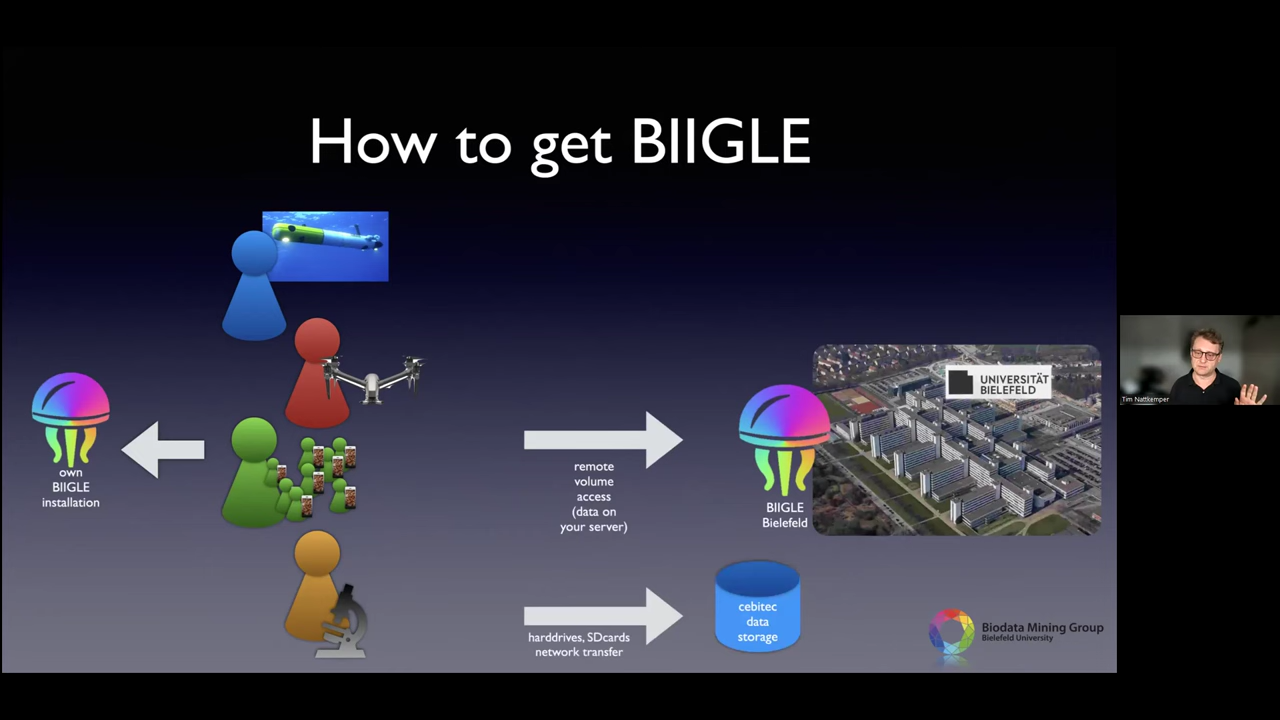 How to get BIIGLE
own
BIIGLE
installation
remote
volume
access
(data on
your server)
BIIGLE
Bielefeld
UNIVERSITÄT
BIELEFELD
harddrives, SDcards
network transfer
cebitec
data
storage
Biodata Mining Group
Bielefeld University
Tim Nattkemper